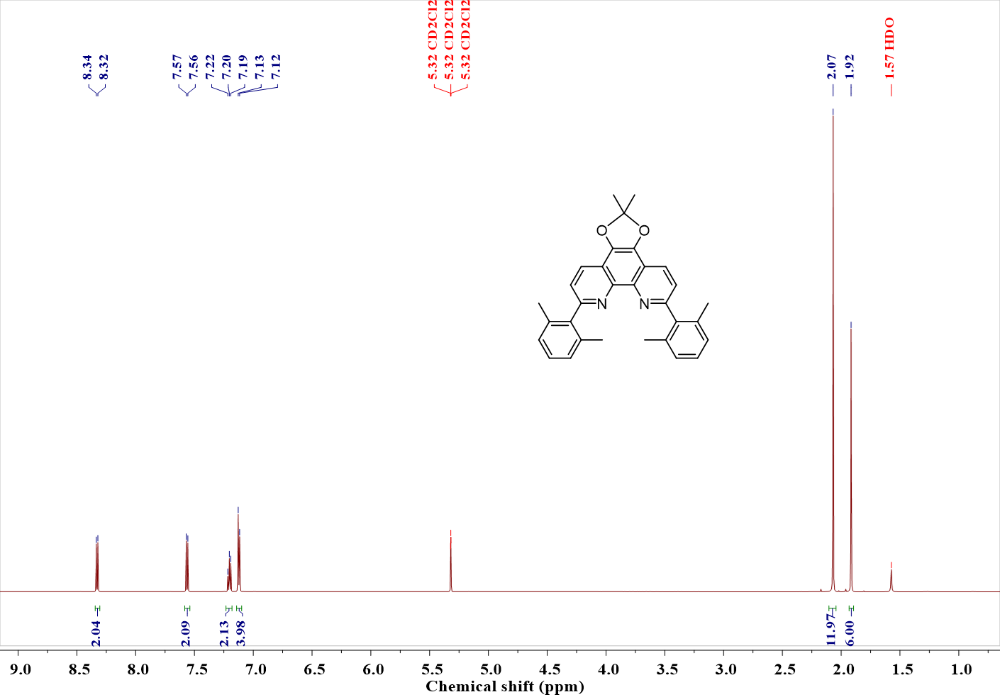 8.34
8.32
7.57
7.56
7.22
7.20
7.19
7.13
7.12
5.32 CD2Cl2
5.32 CD2Cl2
5.32 CD2Cl2
2.07
1.92
1.57 HDO
O O
N N
2.04
2.09
2.13
3.98
11.97
6.00
9.0 8.5 8.0 7.5 7.0 6.5 6.0 5.5 5.0 4.5 4.0 3.5 3.0 2.5 2.0 1.5 1.0
Chemical shift (ppm)